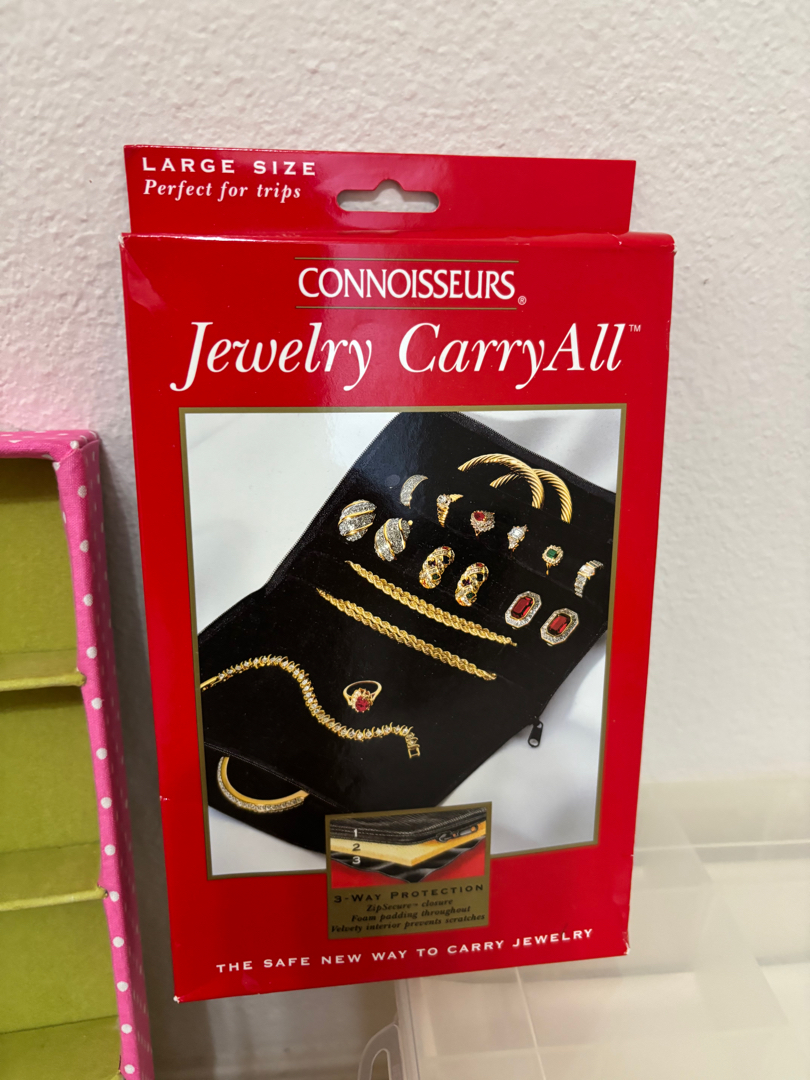 LARGE SIZE
Perfect for trips
CONNOISSEURS®
Jewelry CarryAll™
1
2
3
3-WAY PROTECTION
ZipSecure™ closure
Foam padding throughout
Velvety interior prevents scratches
THE SAFE NEW WAY TO CARRY JEWELRY